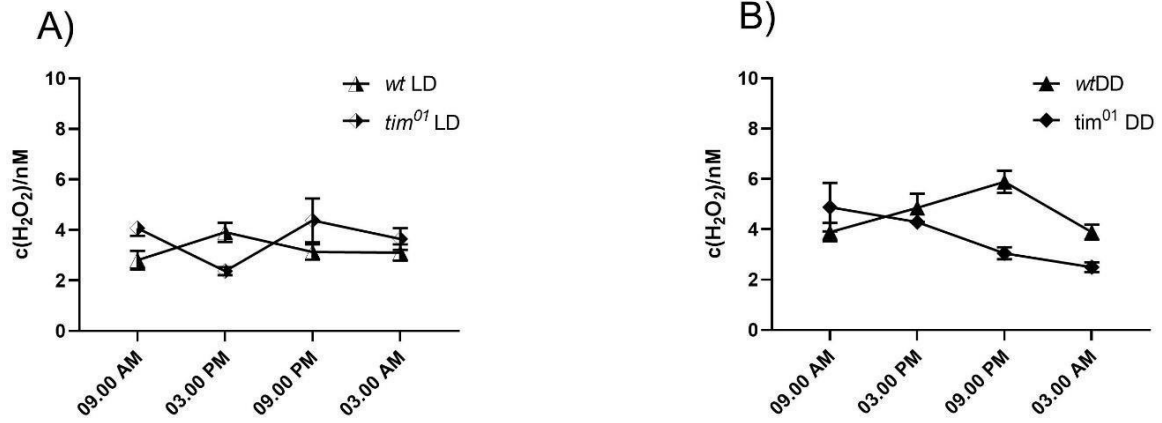 A)
wt LD
tim⁰¹ LD
c(H₂O₂)/nM
10
8
6
4
2
0
09.00 AM
03.00 PM
09.00 PM
03.00 AM
B)
wtDD
tim⁰¹ DD
c(H₂O₂)/nM
10
8
6
4
2
0
09.00 AM
03.00 PM
09.00 PM
03.00 AM